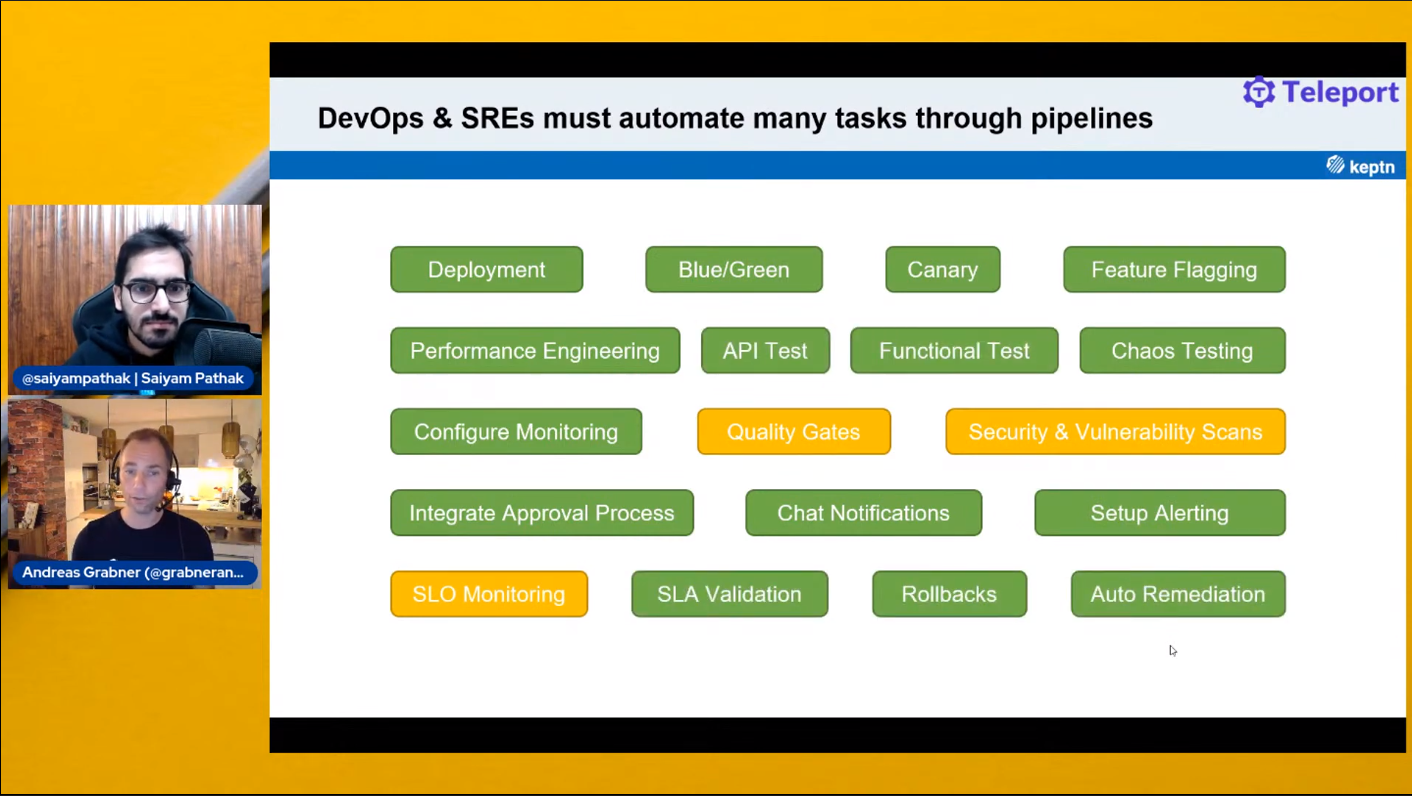 Teleport
DevOps & SREs must automate many tasks through pipelines
keptn
Deployment
Blue/Green
Canary
Feature Flagging
Performance Engineering
API Test
Functional Test
Chaos Testing
Configure Monitoring
Quality Gates
Security & Vulnerability Scans
Integrate Approval Process
Chat Notifications
Setup Alerting
SLO Monitoring
SLA Validation
Rollbacks
Auto Remediation
@saiyampathak | Saiyam Pathak
Andreas Grabner (@grabneran...